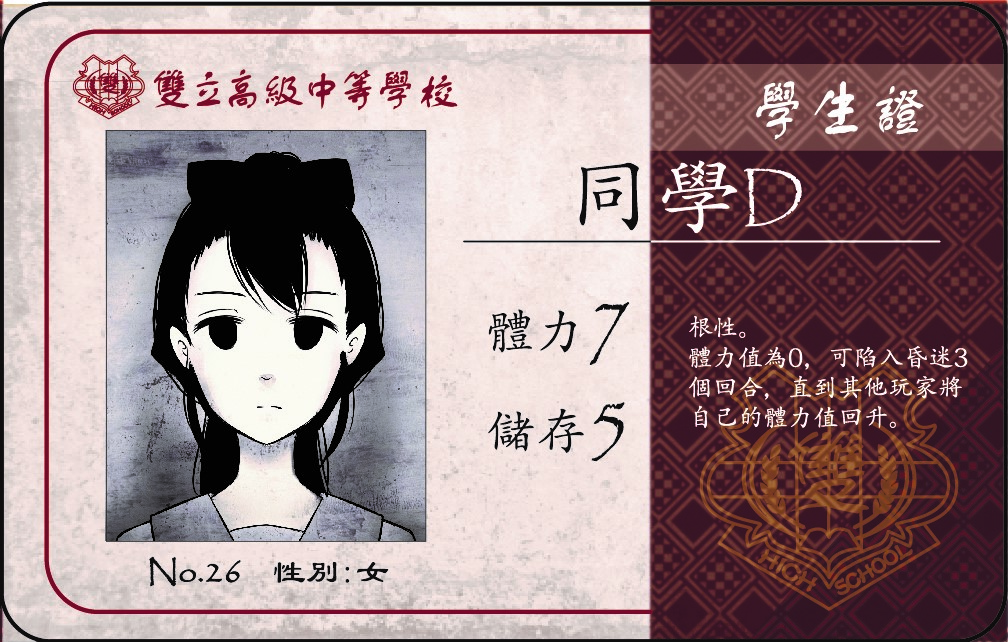 雙立高級中等學校
學生證
同學D
體力7
儲存5
根性。
體力值為0，可陷入昏迷3
個回合，直到其他玩家將
自己的體力值回升。
No.26 性別:女
雙
雙
HIGH SCHOOL